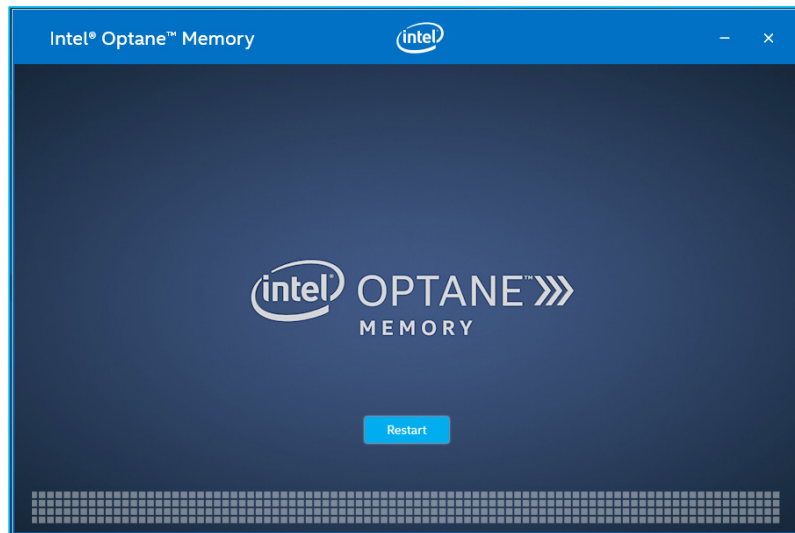 Intel® Optane™ Memory
intel
intel® OPTANE™
MEMORY
Restart